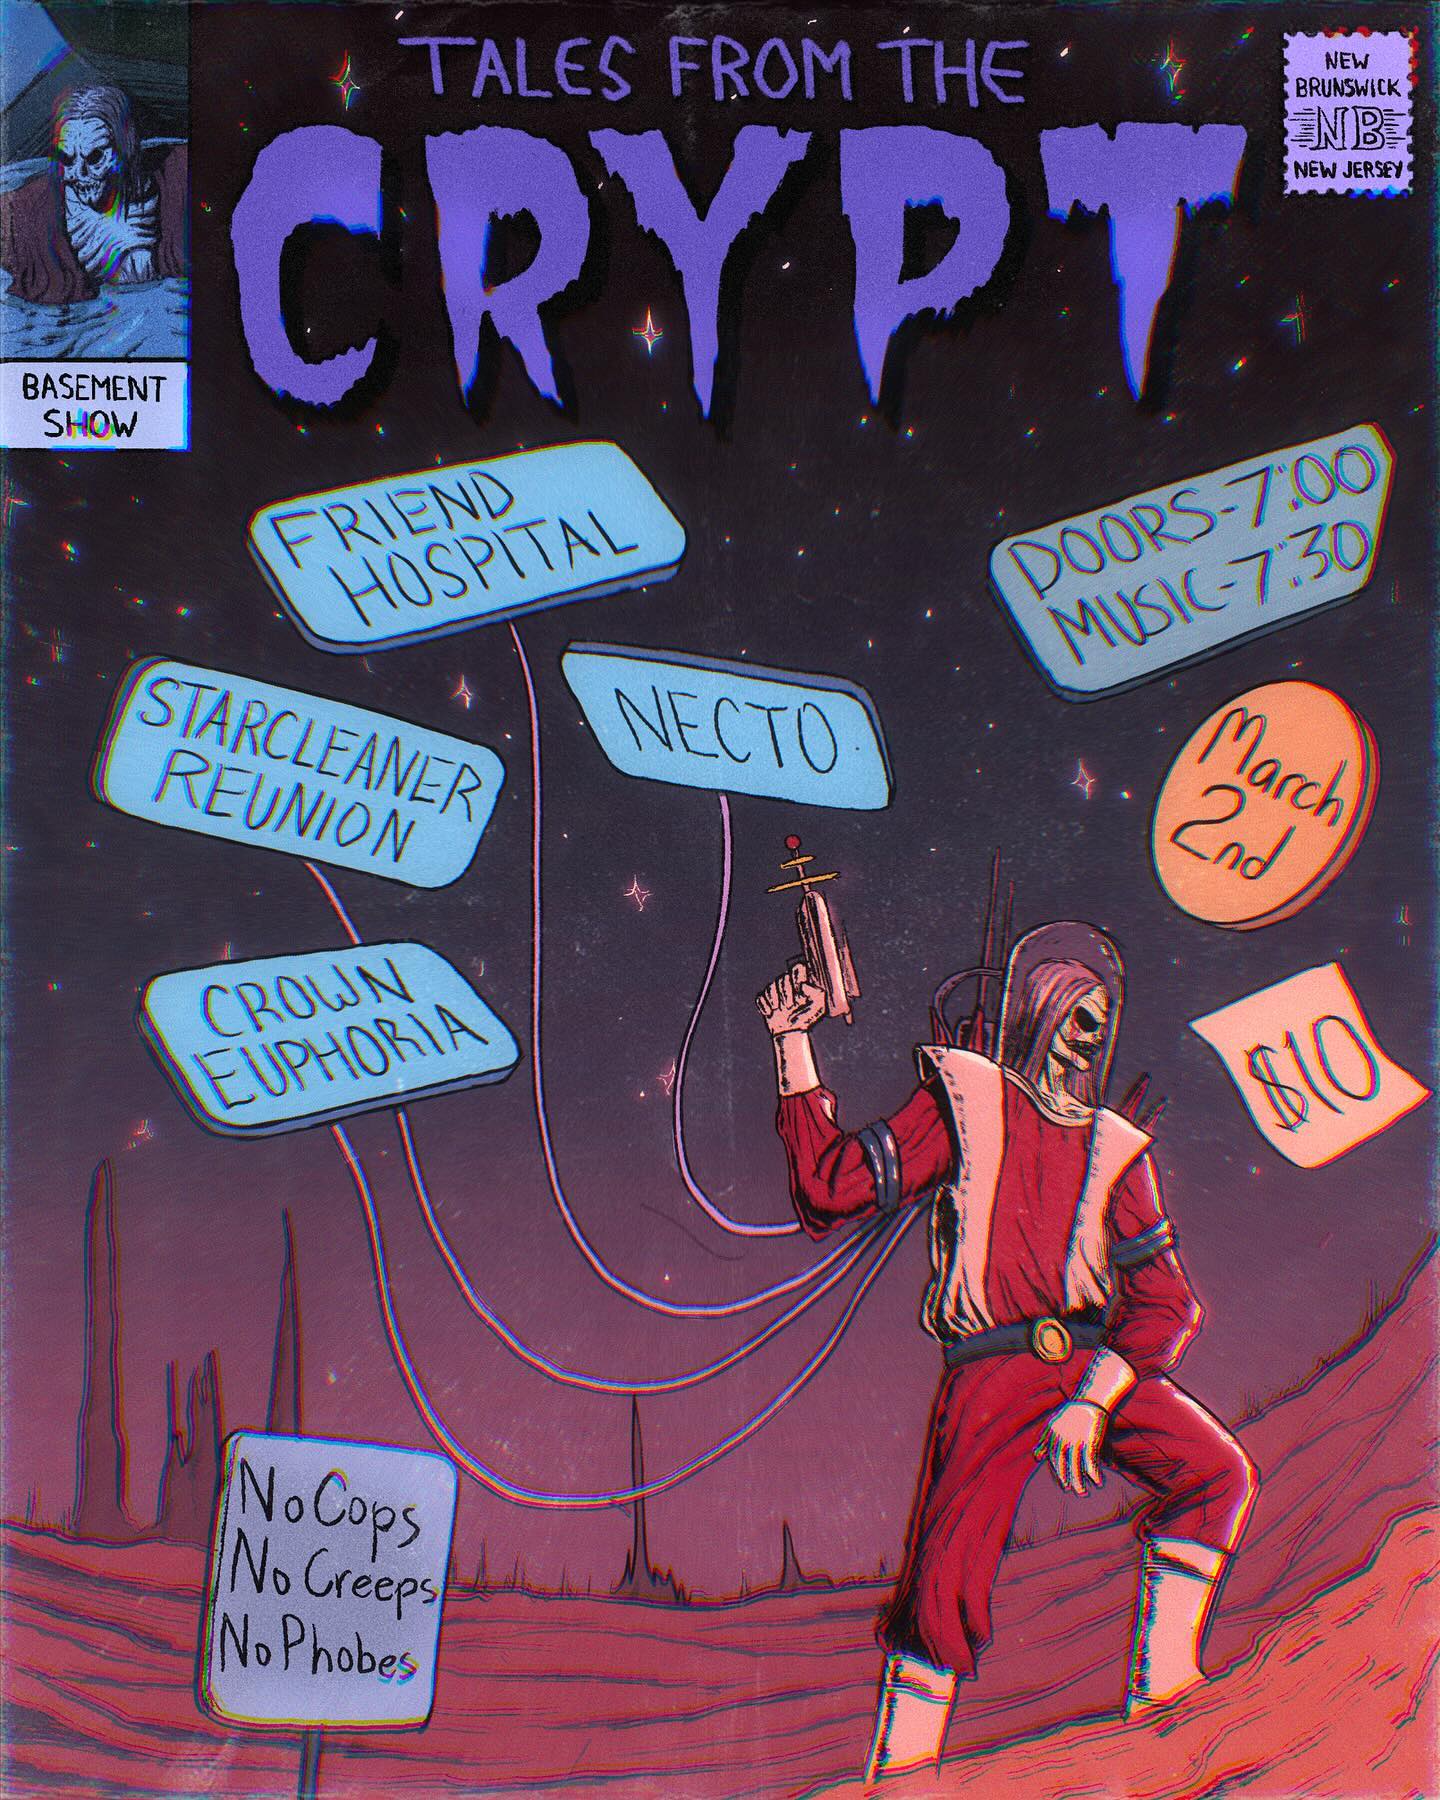 TALES FROM THE
CRYPT
NEW
BRUNSWICK
NB
NEW JERSEY
BASEMENT
SHOW
FRIEND
HOSPITAL
DOORS-7:00
MUSIC-7:30
STARCLEANER
REUNION
NECTO
March
2nd
CROWN
EUPHORIA
$10
No Cops
No Creeps
No Phobes